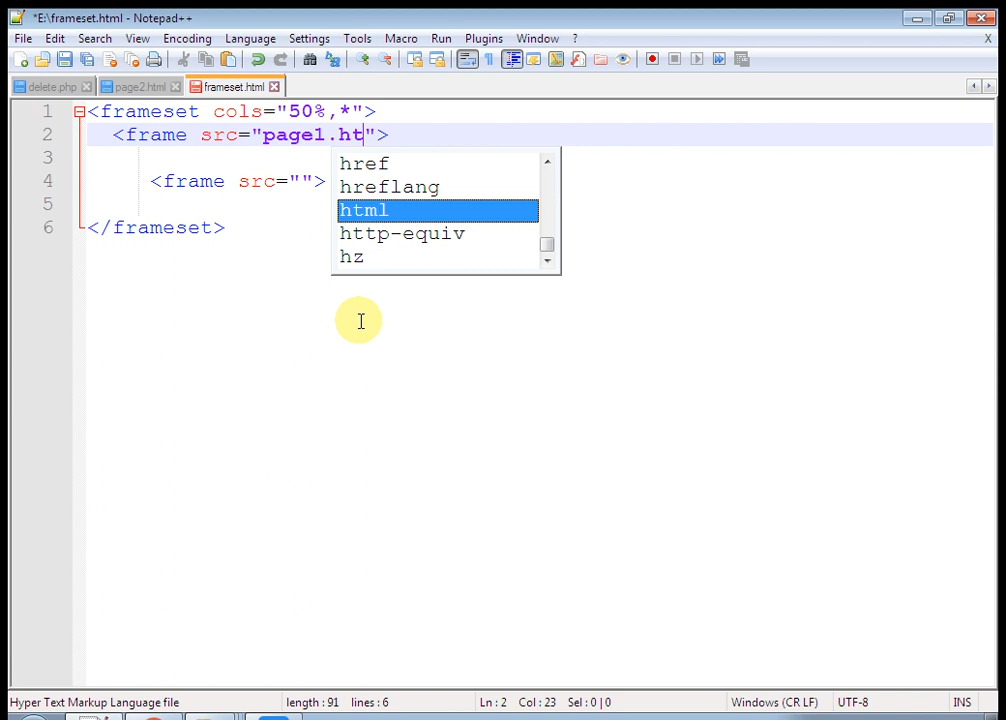 *E:\frameset.html - Notepad++
File Edit Search View Encoding Language Settings Tools Macro Run Plugins Window ? X
delete.php page2.html frameset.html
1 <frameset cols="50%,*">
2 <frame src="page1.ht">
3
4 <frame src="">
5
6 </frameset>
href
hreflang
html
http-equiv
hz
Hyper Text Markup Language file length : 91 lines : 6 Ln : 2 Col : 23 Sel : 0 | 0 Windows (CR LF) UTF-8 INS